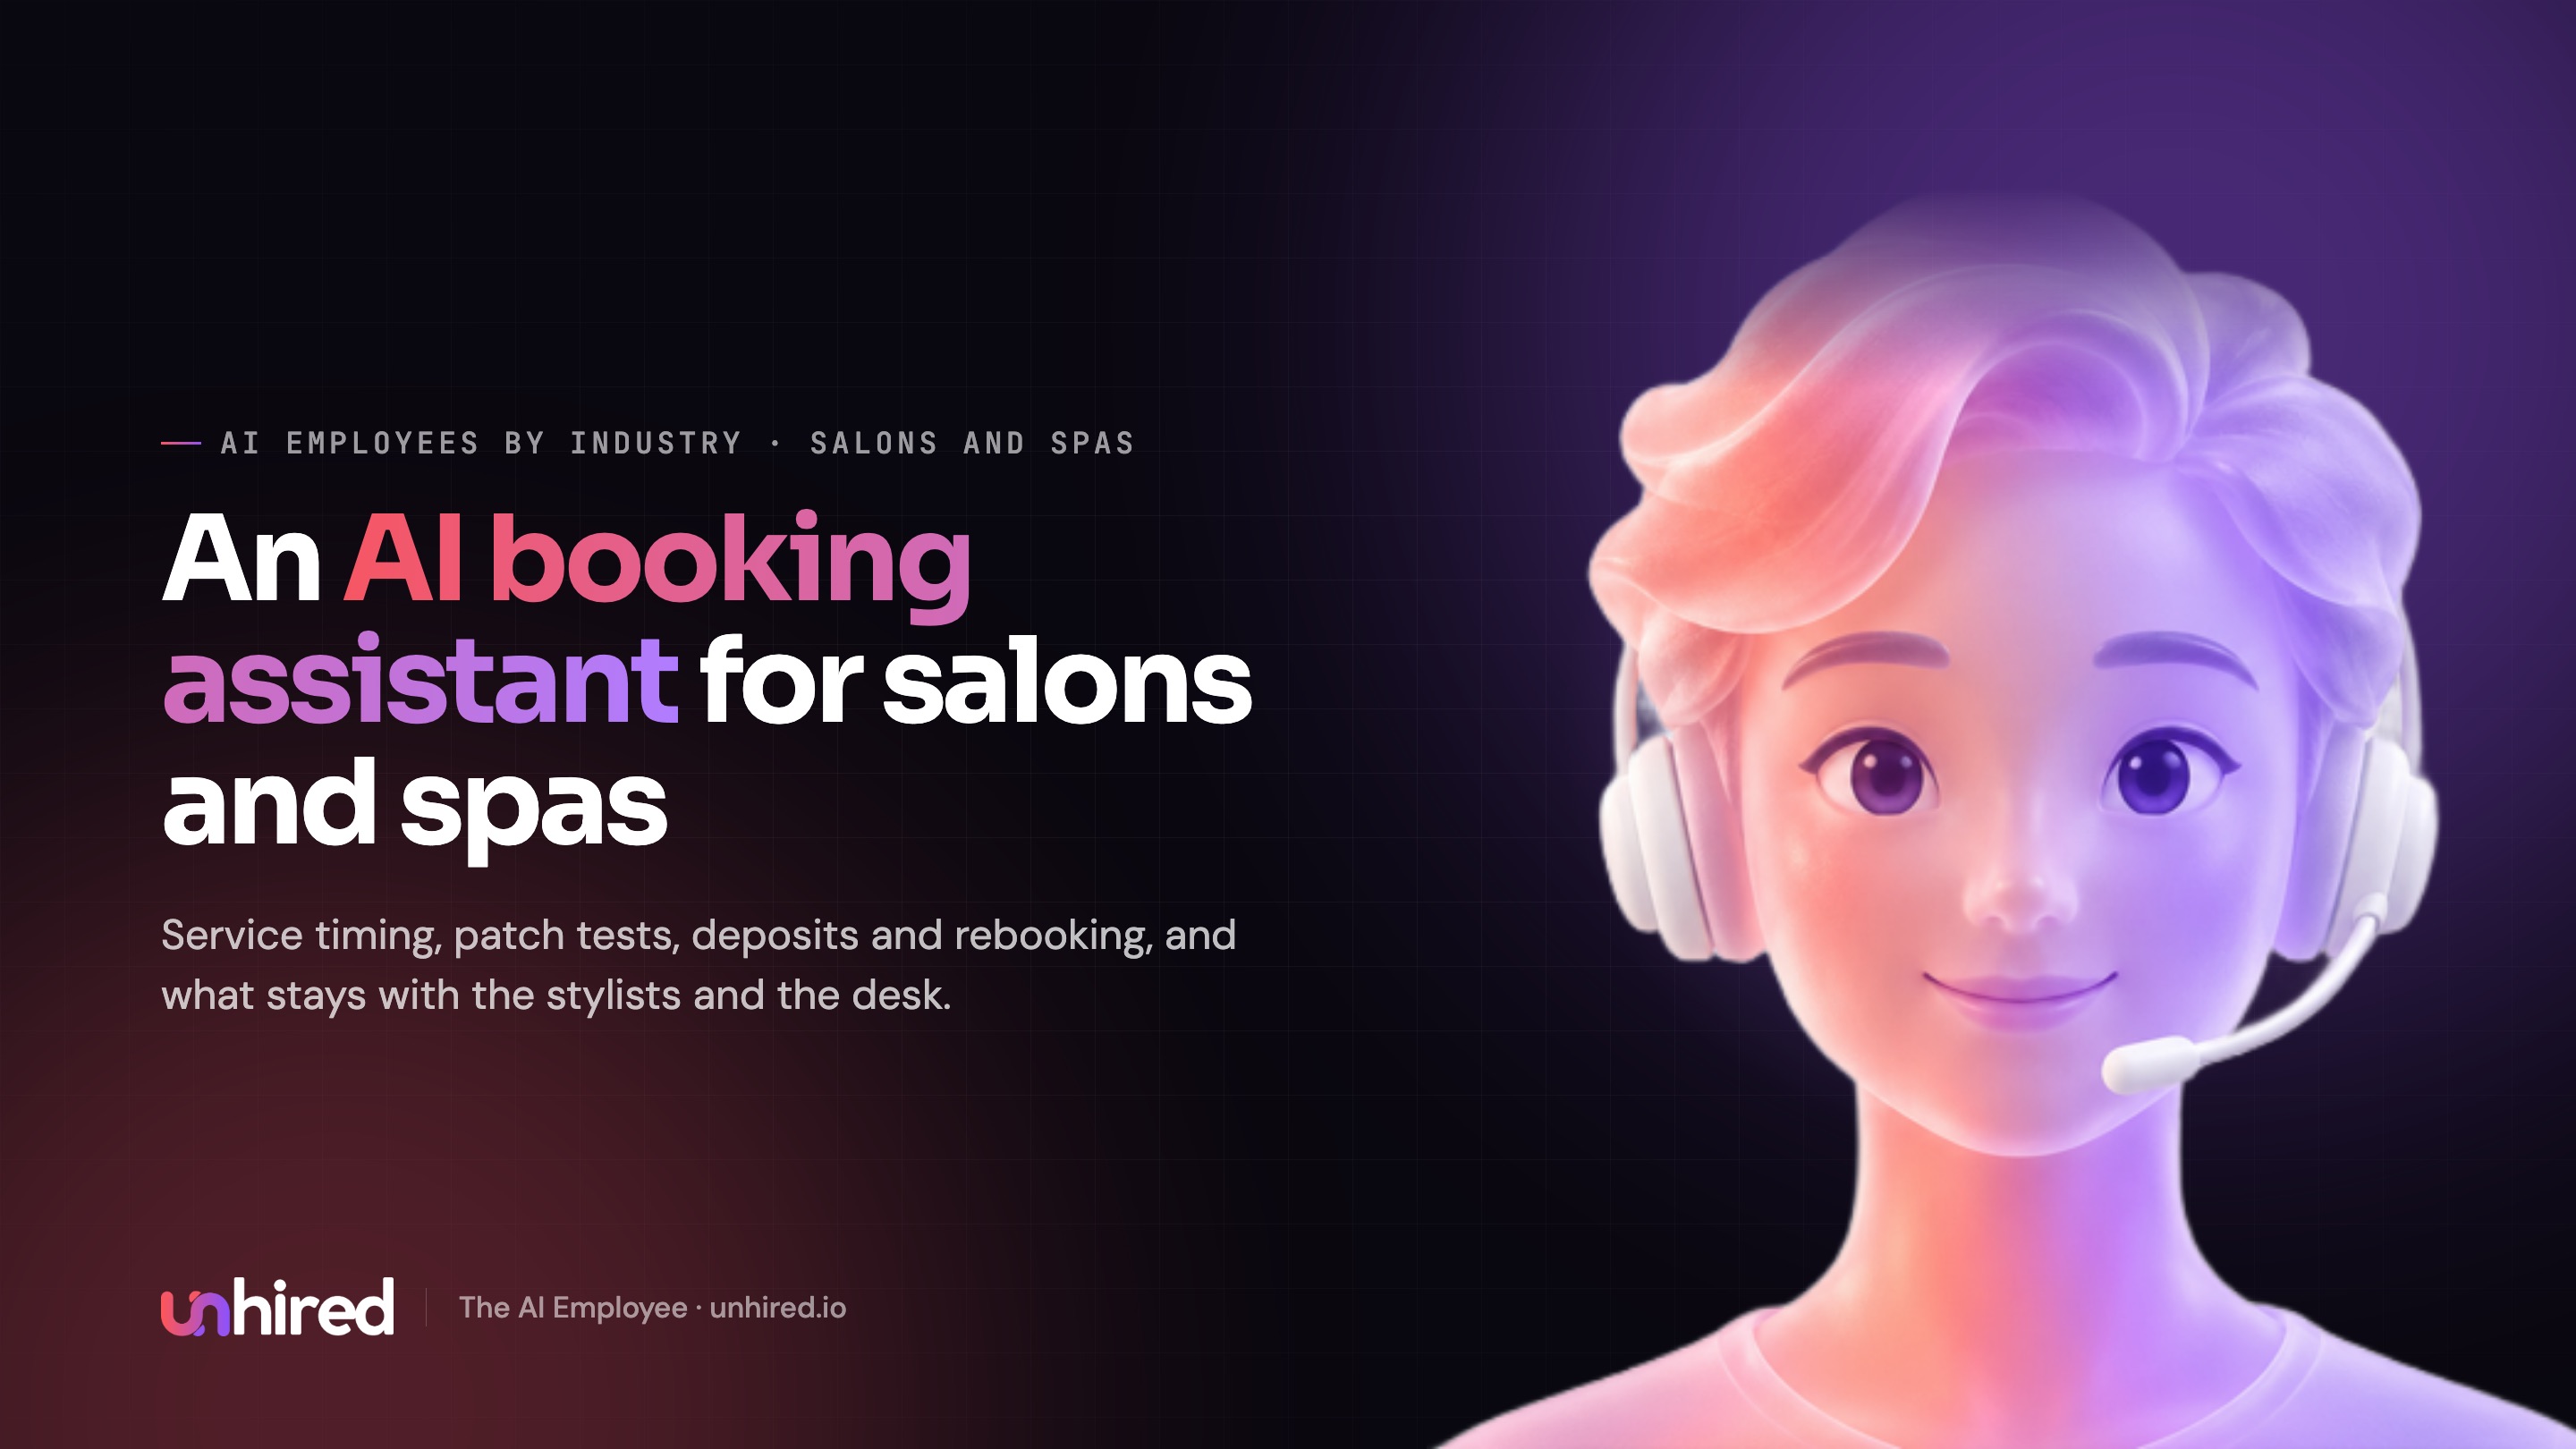 AI EMPLOYEES BY INDUSTRY · SALONS AND SPAS
An AI booking
assistant for salons
and spas
Service timing, patch tests, deposits and rebooking, and
what stays with the stylists and the desk.
unhired
The AI Employee · unhired.io